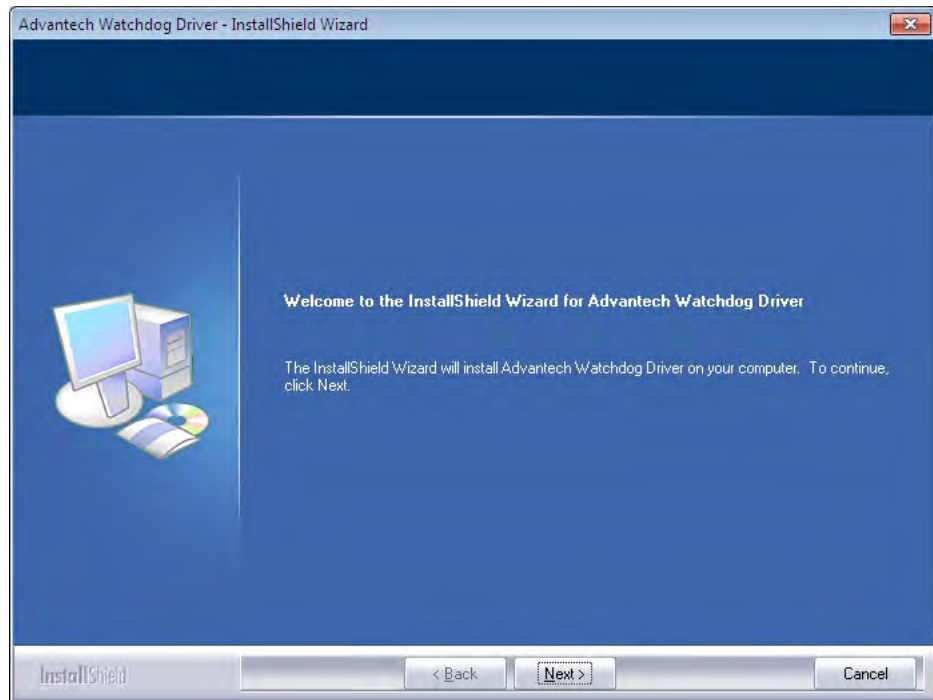 Advantech Watchdog Driver - InstallShield Wizard
Welcome to the InstallShield Wizard for Advantech Watchdog Driver
The InstallShield Wizard will install Advantech Watchdog Driver on your computer. To continue,
click Next.
InstallShield
< Back
Next >
Cancel